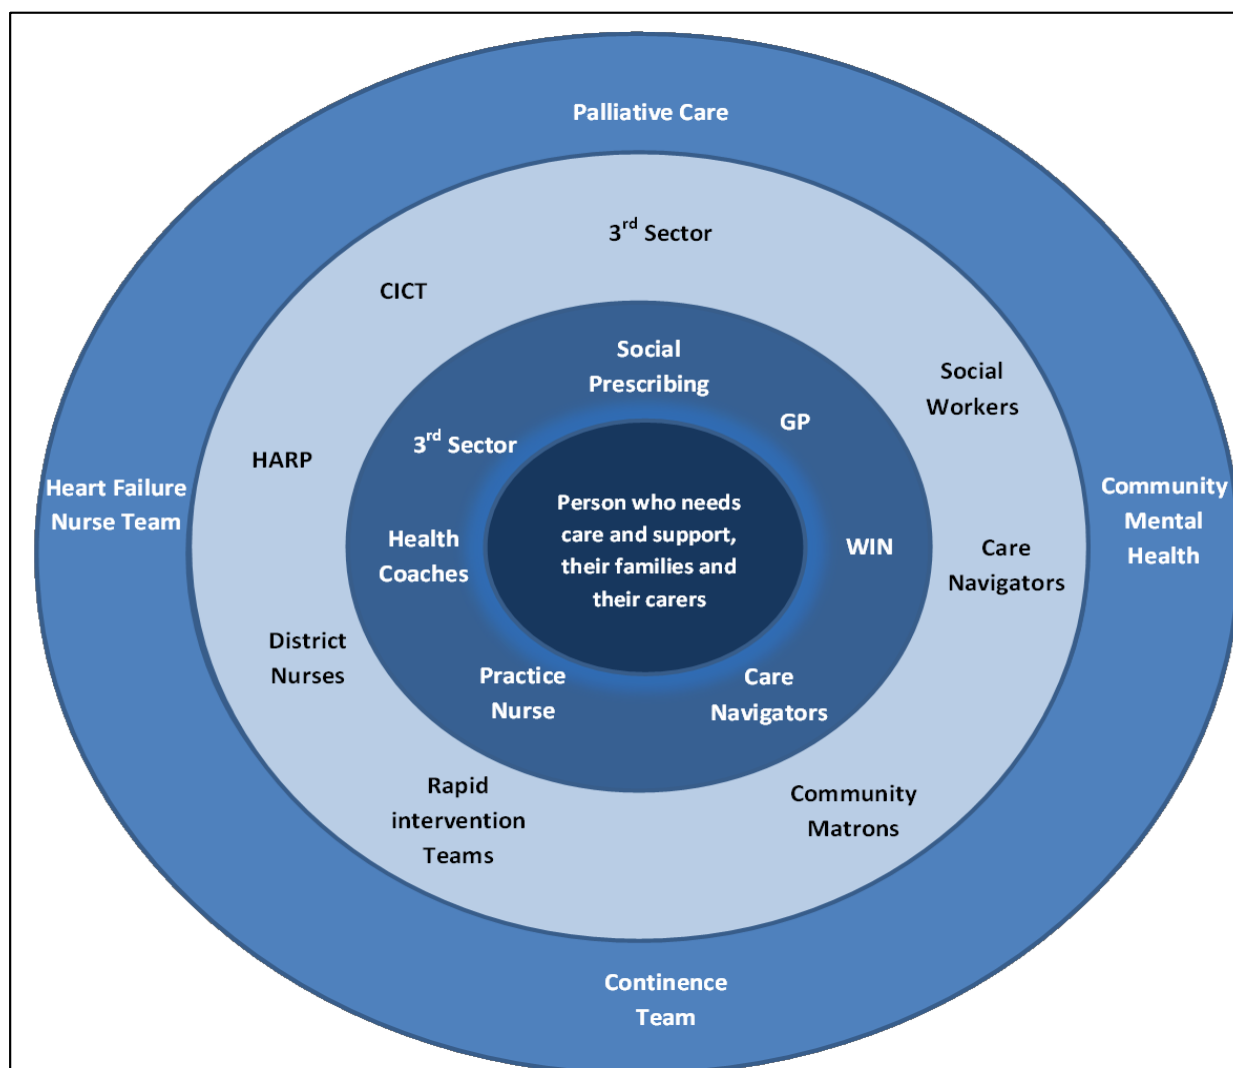 Palliative Care
3rd Sector
CICT
Social
Prescribing
Social
Workers
GP
3rd Sector
HARP
Heart Failure
Nurse Team
Community
Mental
Health
Person who needs
care and support,
their families and
their carers
Health
Coaches
WIN
Care
Navigators
District
Nurses
Practice
Nurse
Care
Navigators
Rapid
intervention
Teams
Community
Matrons
Continence
Team